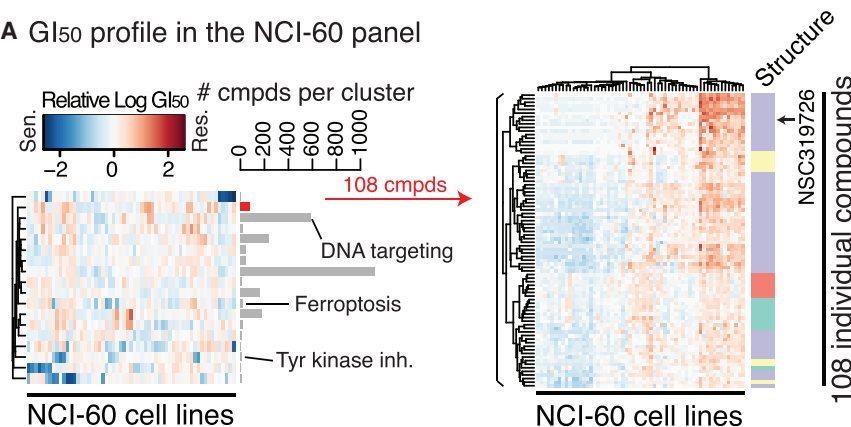 A GI50 profile in the NCI-60 panel
Relative Log GI50
Sen.
Res.
−2 0 2
# cmpds per cluster
0 200 400 600 800 1000
108 cmpds
DNA targeting
Ferroptosis
Tyr kinase inh.
NCI-60 cell lines
Structure
NSC319726
108 individual compounds
NCI-60 cell lines